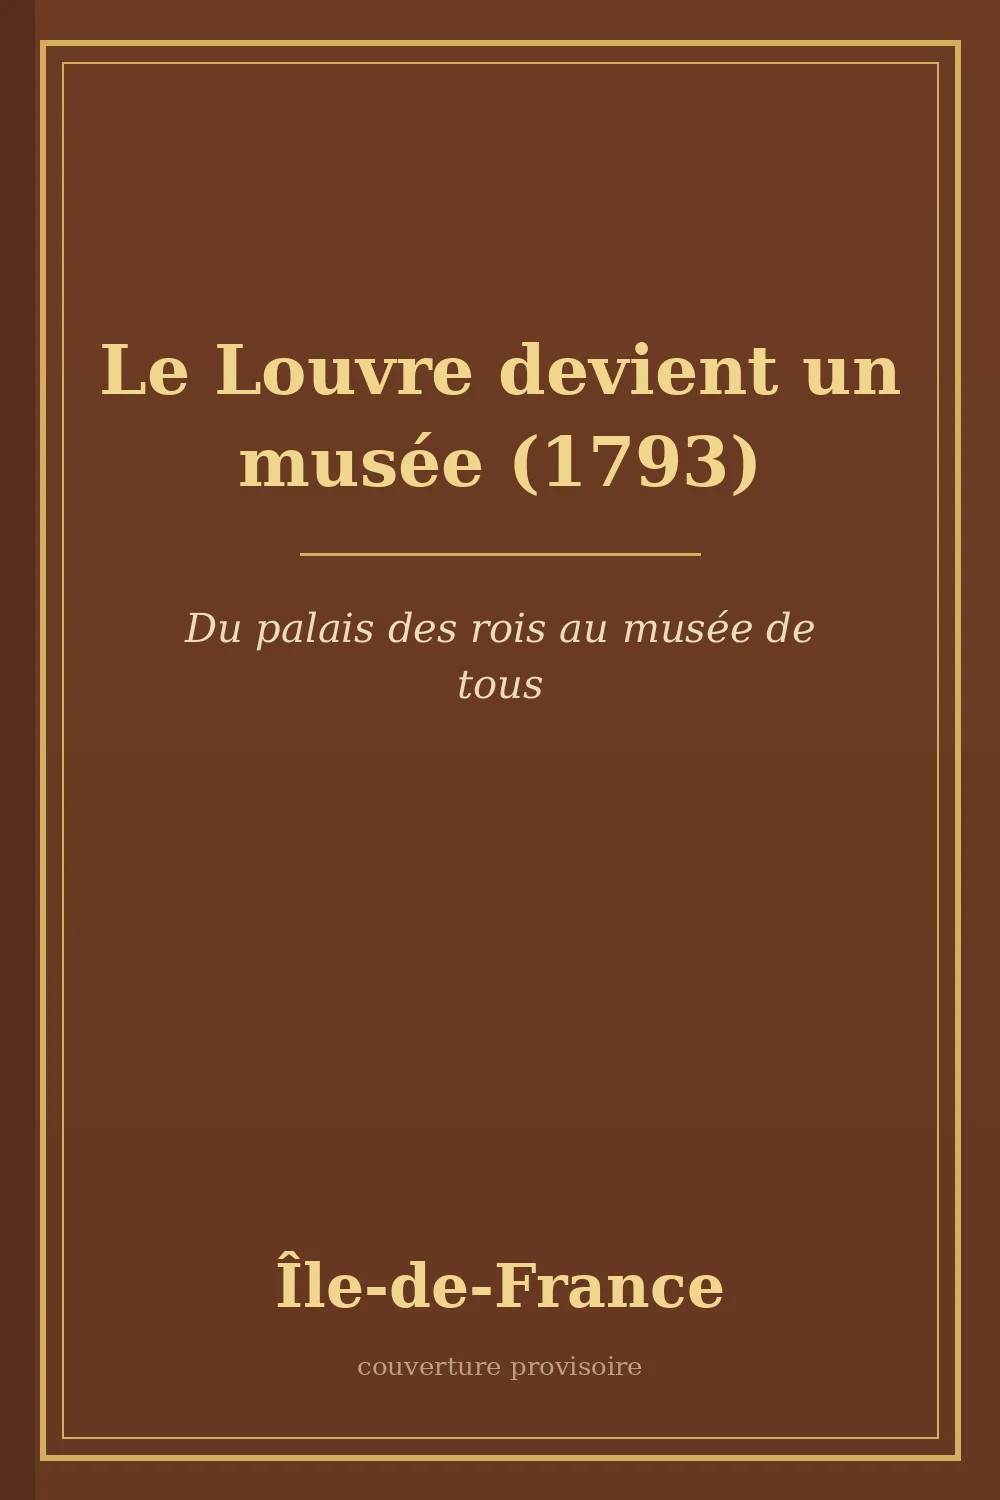 Le Louvre devient un
musée (1793)
Du palais des rois au musée de
tous
Île-de-France
couverture provisoire